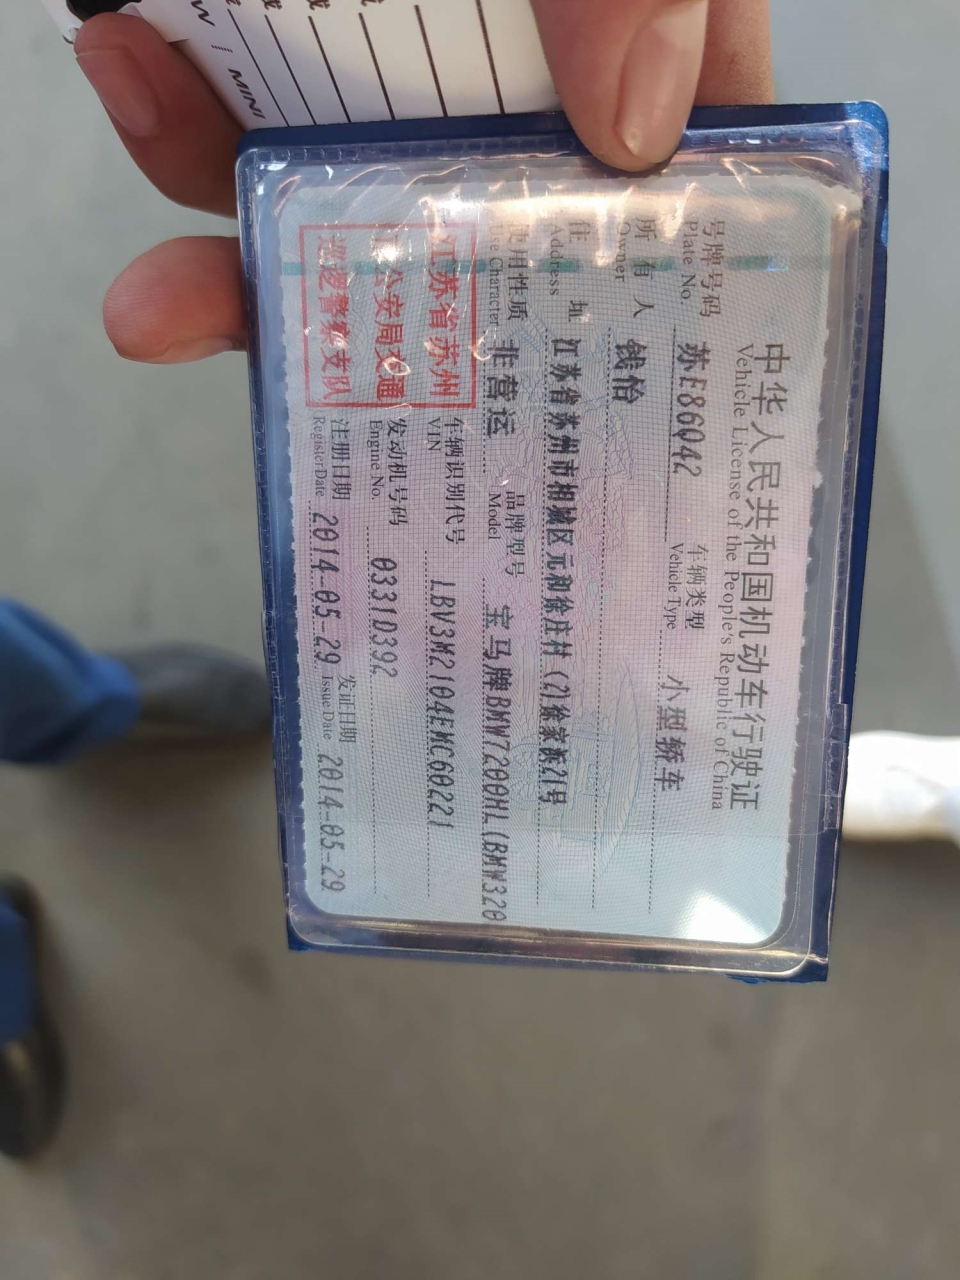 中华人民共和国机动车行驶证
Vehicle License of the People's Republic of China
号牌号码 苏E86Q42 车辆类型 小型轿车
Plate No. Vehicle Type
所有人 钱怡
Owner
住址 江苏省苏州市相城区元和徐庄村(2)徐家浜21号
Address
使用性质 非营运 品牌型号 宝马牌BMW7200HL(BMW320
Use Character Model
江苏省苏州
公安局交通
巡逻警察支队
车辆识别代号 LBV3M2104EMC60221
VIN
发动机号码 0331D392
Engine No.
注册日期 2014-05-29 发证日期 2014-05-29
Register Date Issue Date
MINI